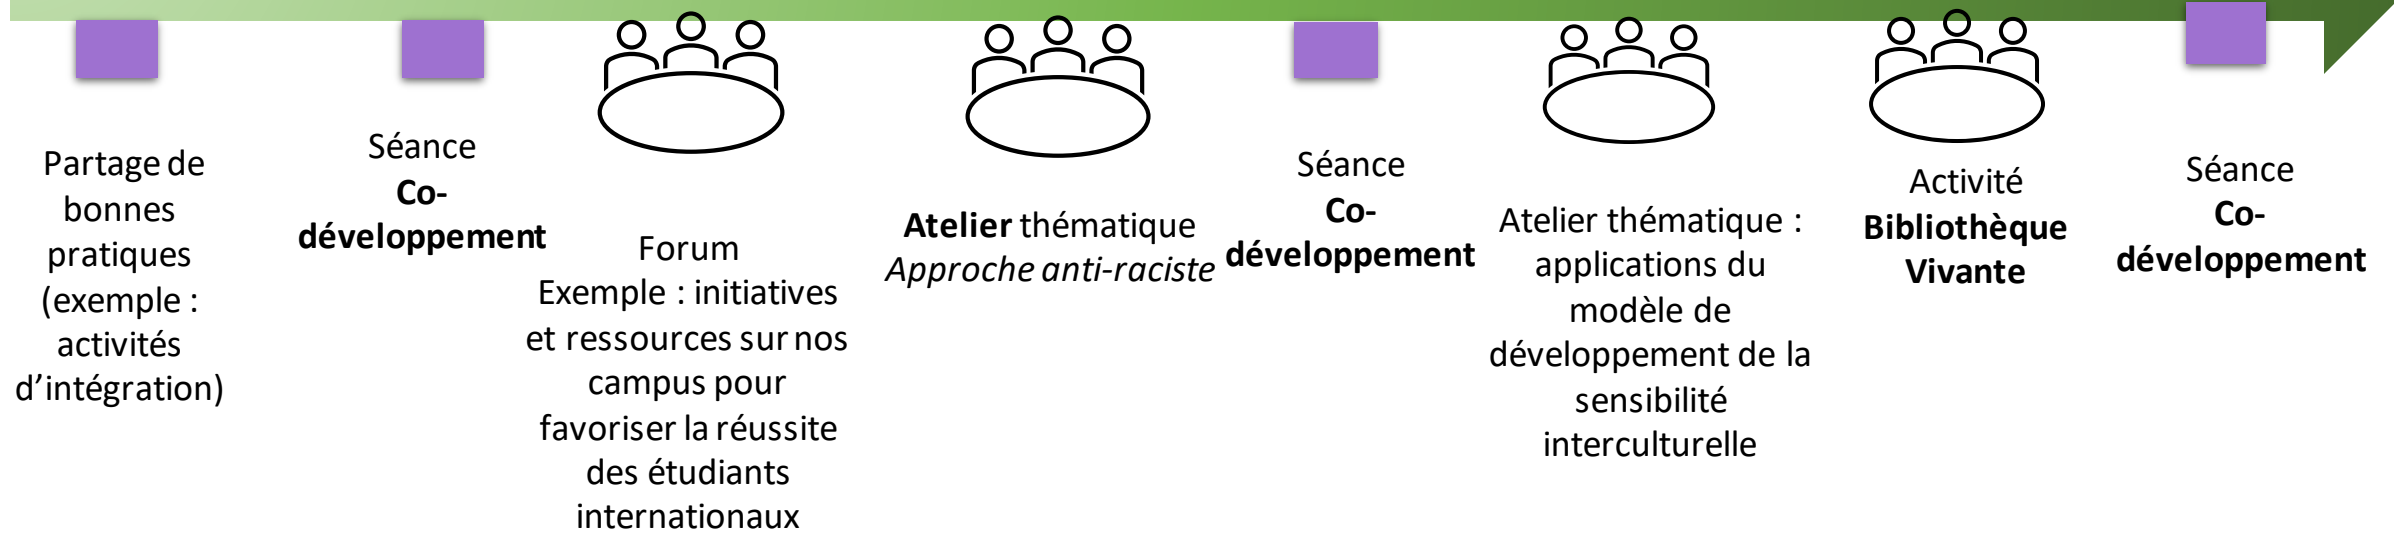 Partage de
bonnes
pratiques
(exemple :
activités
d’intégration)
Séance
Co-
développement
Forum
Exemple : initiatives
et ressources sur nos
campus pour
favoriser la réussite
des étudiants
internationaux
Atelier thématique
Approche anti-raciste
Séance
Co-
développement
Atelier thématique :
applications du
modèle de
développement de la
sensibilité
interculturelle
Activité
Bibliothèque
Vivante
Séance
Co-
développement